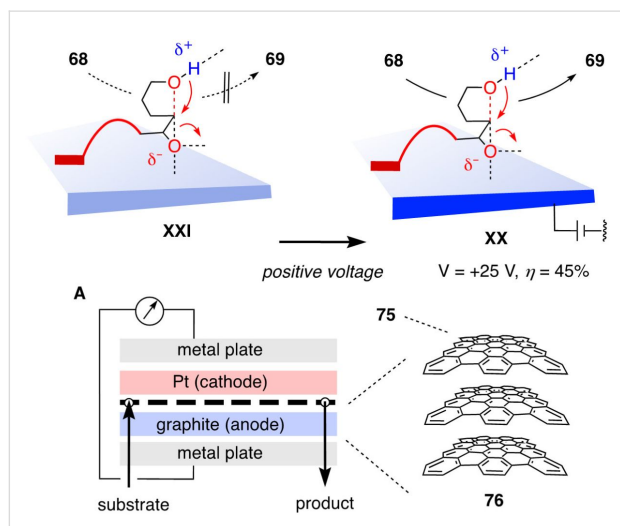 68
δ+
H
69
O
O
δ−
XXI
68
δ+
H
69
O
O
δ−
XX
positive voltage
V = +25 V, η = 45%
A
metal plate
Pt (cathode)
graphite (anode)
metal plate
substrate
product
75
76